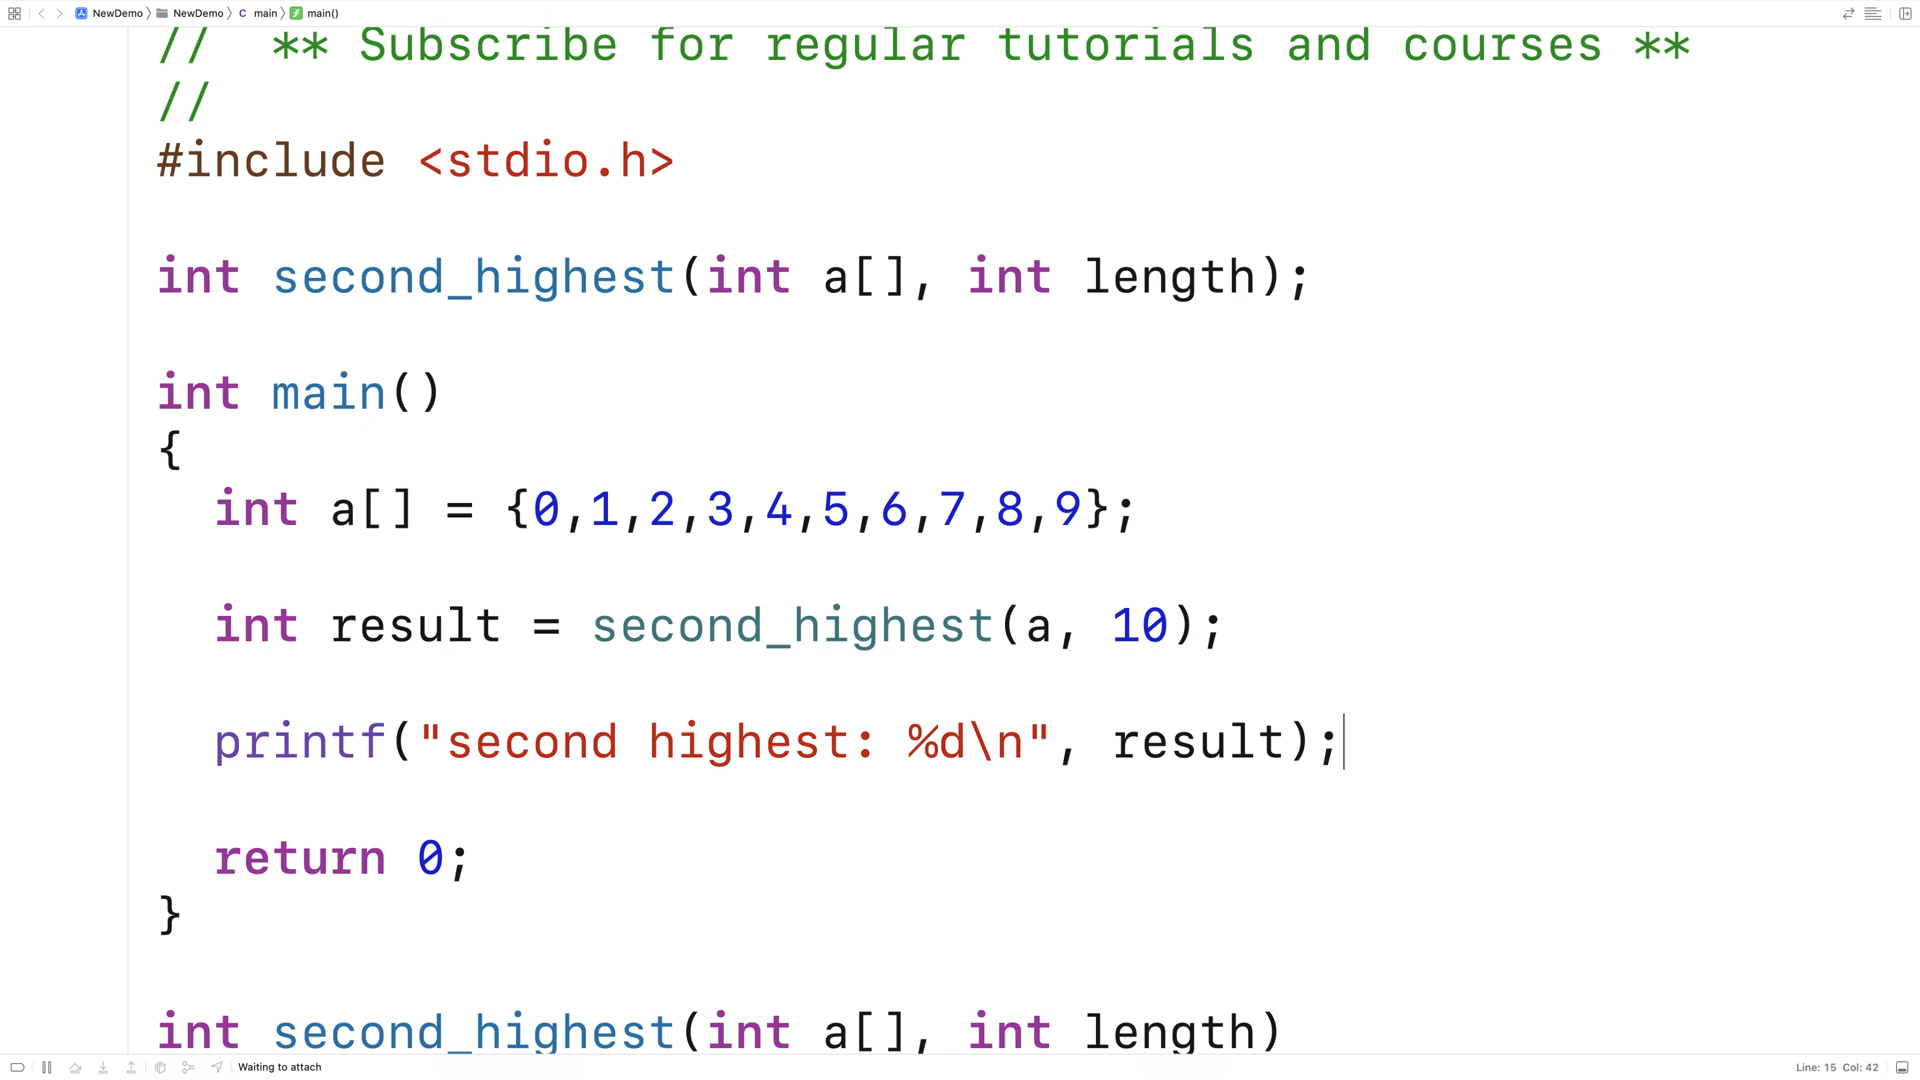 NewDemo NewDemo C main f main()
// ** Subscribe for regular tutorials and courses **
//
#include <stdio.h>
int second_highest(int a[], int length);
int main()
{
int a[] = {0,1,2,3,4,5,6,7,8,9};
int result = second_highest(a, 10);
printf("second highest: %d\n", result);
return 0;
}
int second_highest(int a[], int length)
Waiting to attach Line: 15 Col: 42